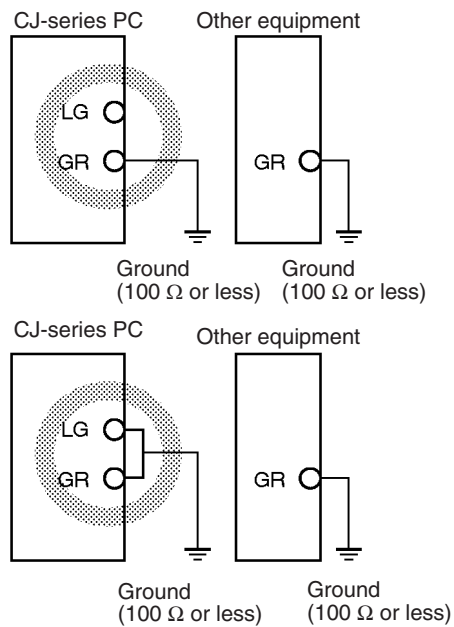 CJ-series PC
Other equipment
LG
GR
GR
Ground
(100 Ω or less)
Ground
(100 Ω or less)
CJ-series PC
Other equipment
LG
GR
GR
Ground
(100 Ω or less)
Ground
(100 Ω or less)